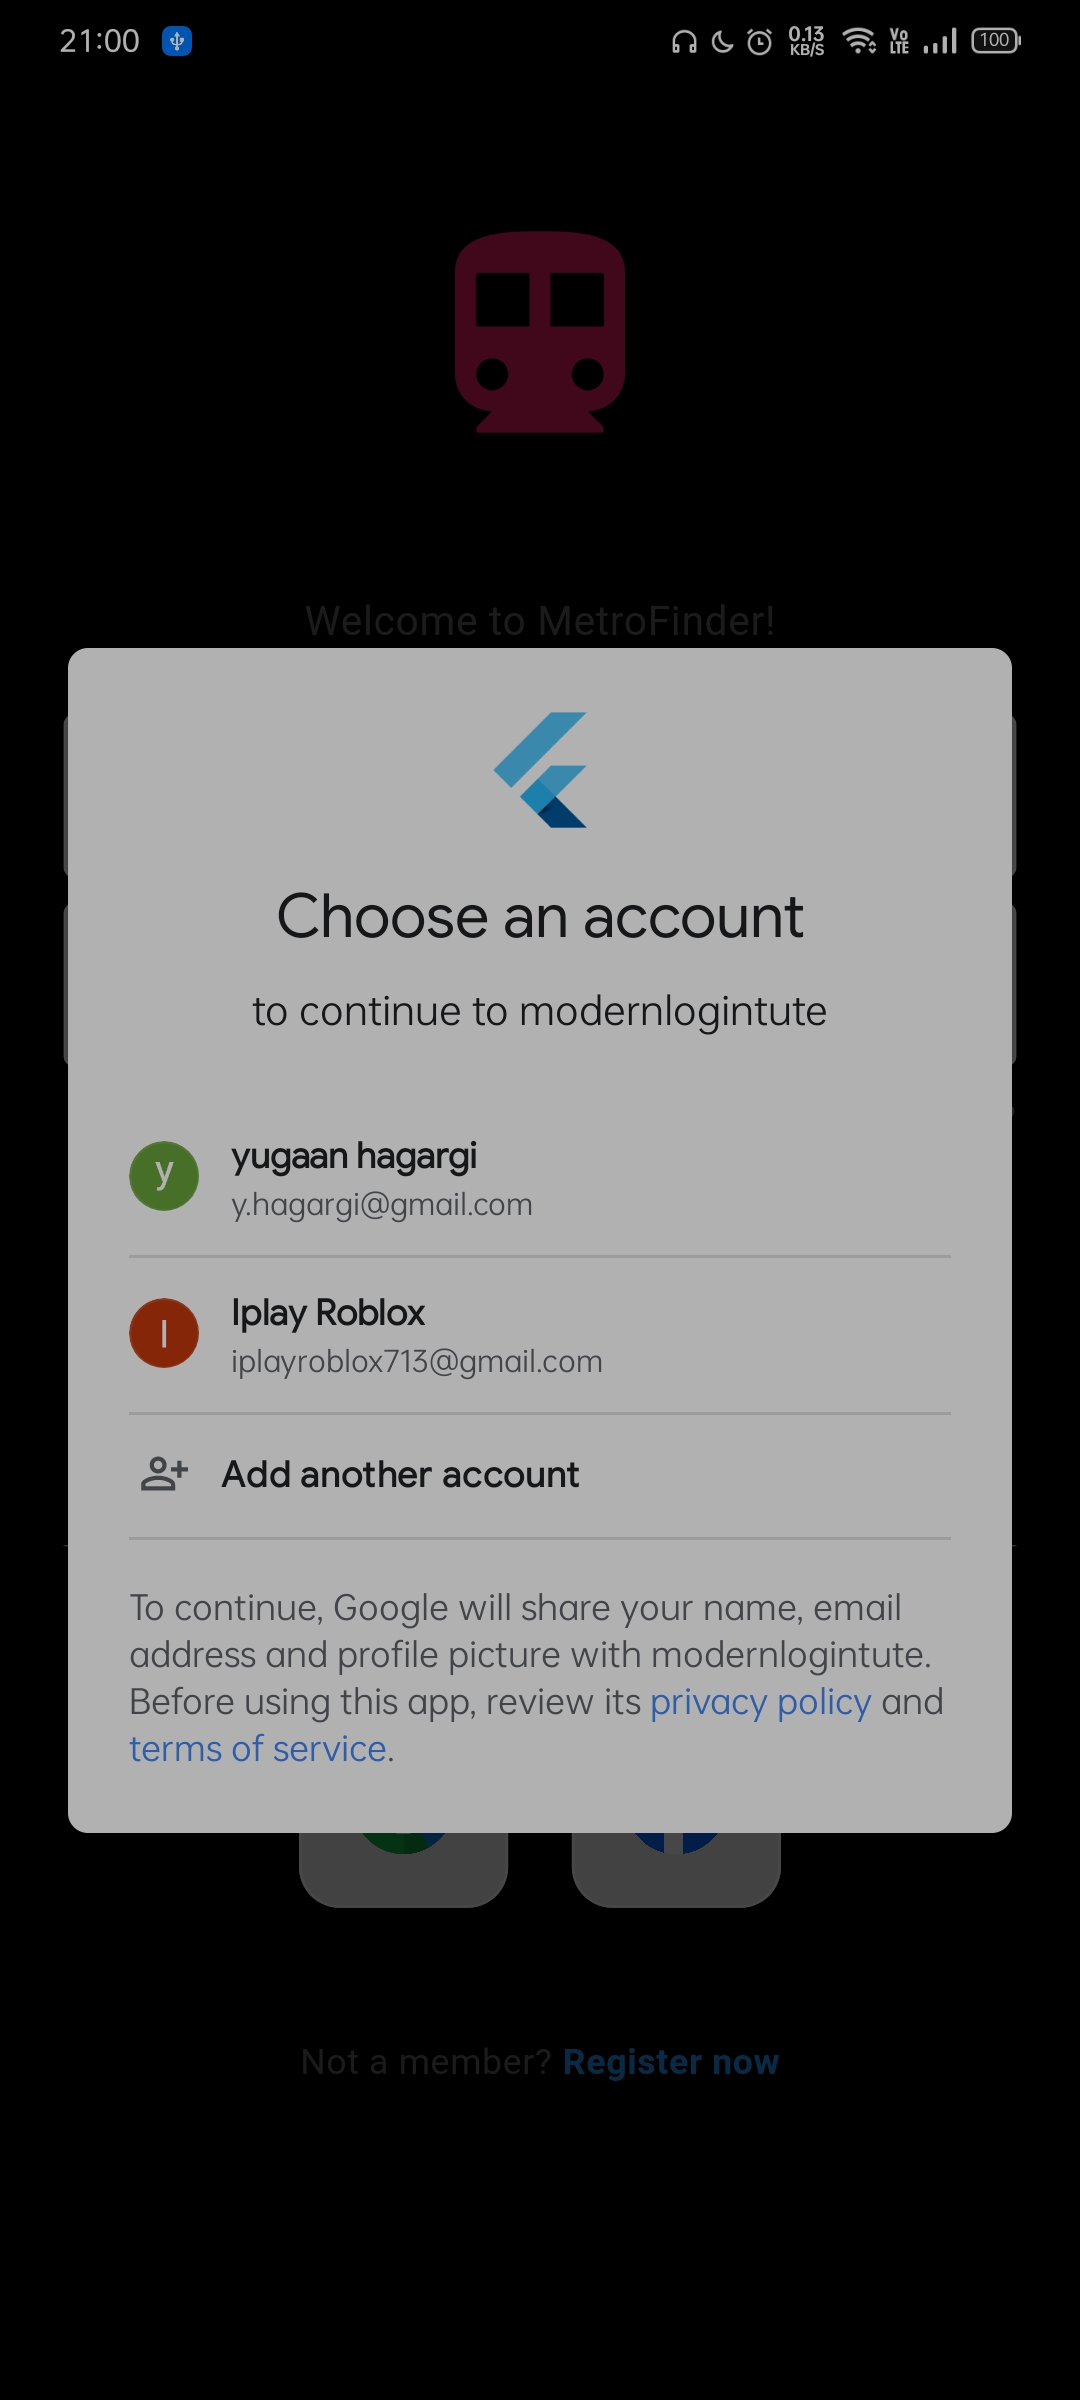 21:00
0.13
KB/S
Vo
LTE
100
Welcome to MetroFinder!
Choose an account
to continue to modernlogintute
y
yugaan hagargi
y.hagargi@gmail.com
I
Iplay Roblox
iplayroblox713@gmail.com
Add another account
To continue, Google will share your name, email
address and profile picture with modernlogintute.
Before using this app, review its privacy policy and
terms of service.
Not a member? Register now